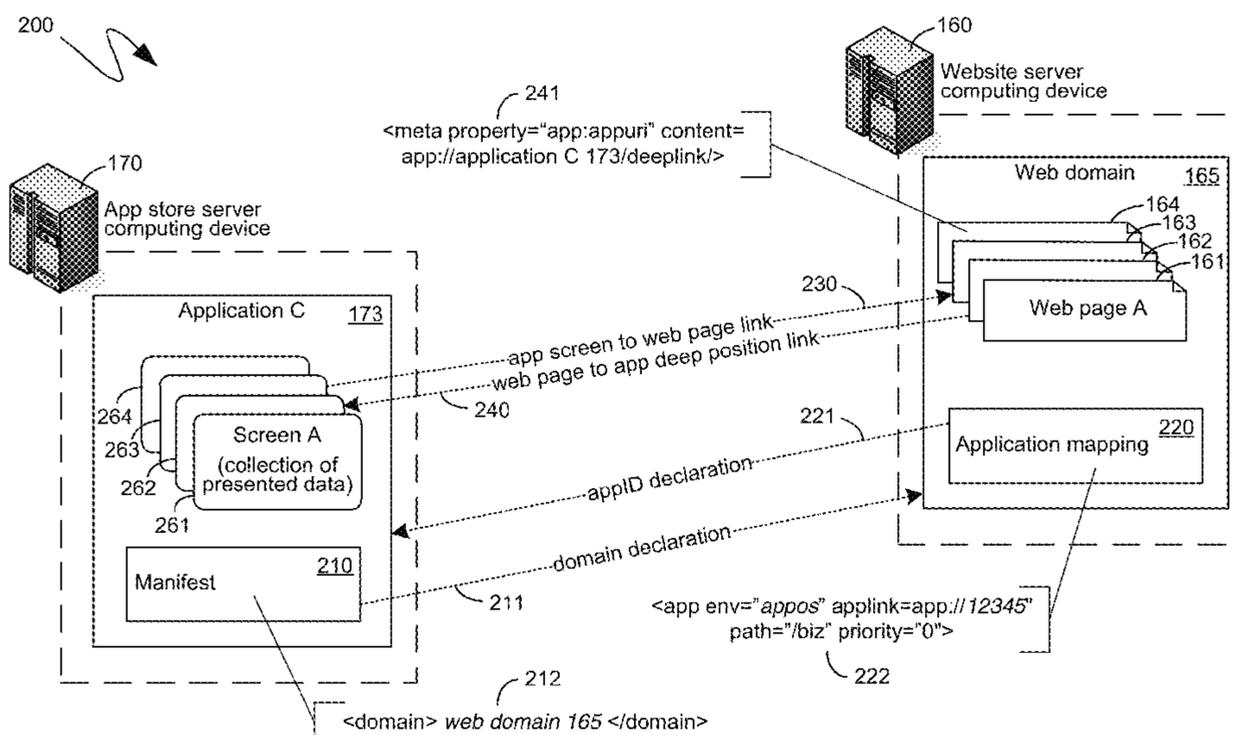 200
160
Website server
computing device
241
<meta property="app:appuri" content=
app://application C 173/deeplink/>
170
App store server
computing device
Web domain 165
164
163
162
161
Web page A
Application C 173
230
app screen to web page link
web page to app deep position link
240
264
263
262
261
Screen A
(collection of
presented data)
221
Application mapping 220
appID declaration
domain declaration
211
Manifest 210
<app env="appos" applink=app://12345"
path="/biz" priority="0">
222
212
<domain> web domain 165 </domain>